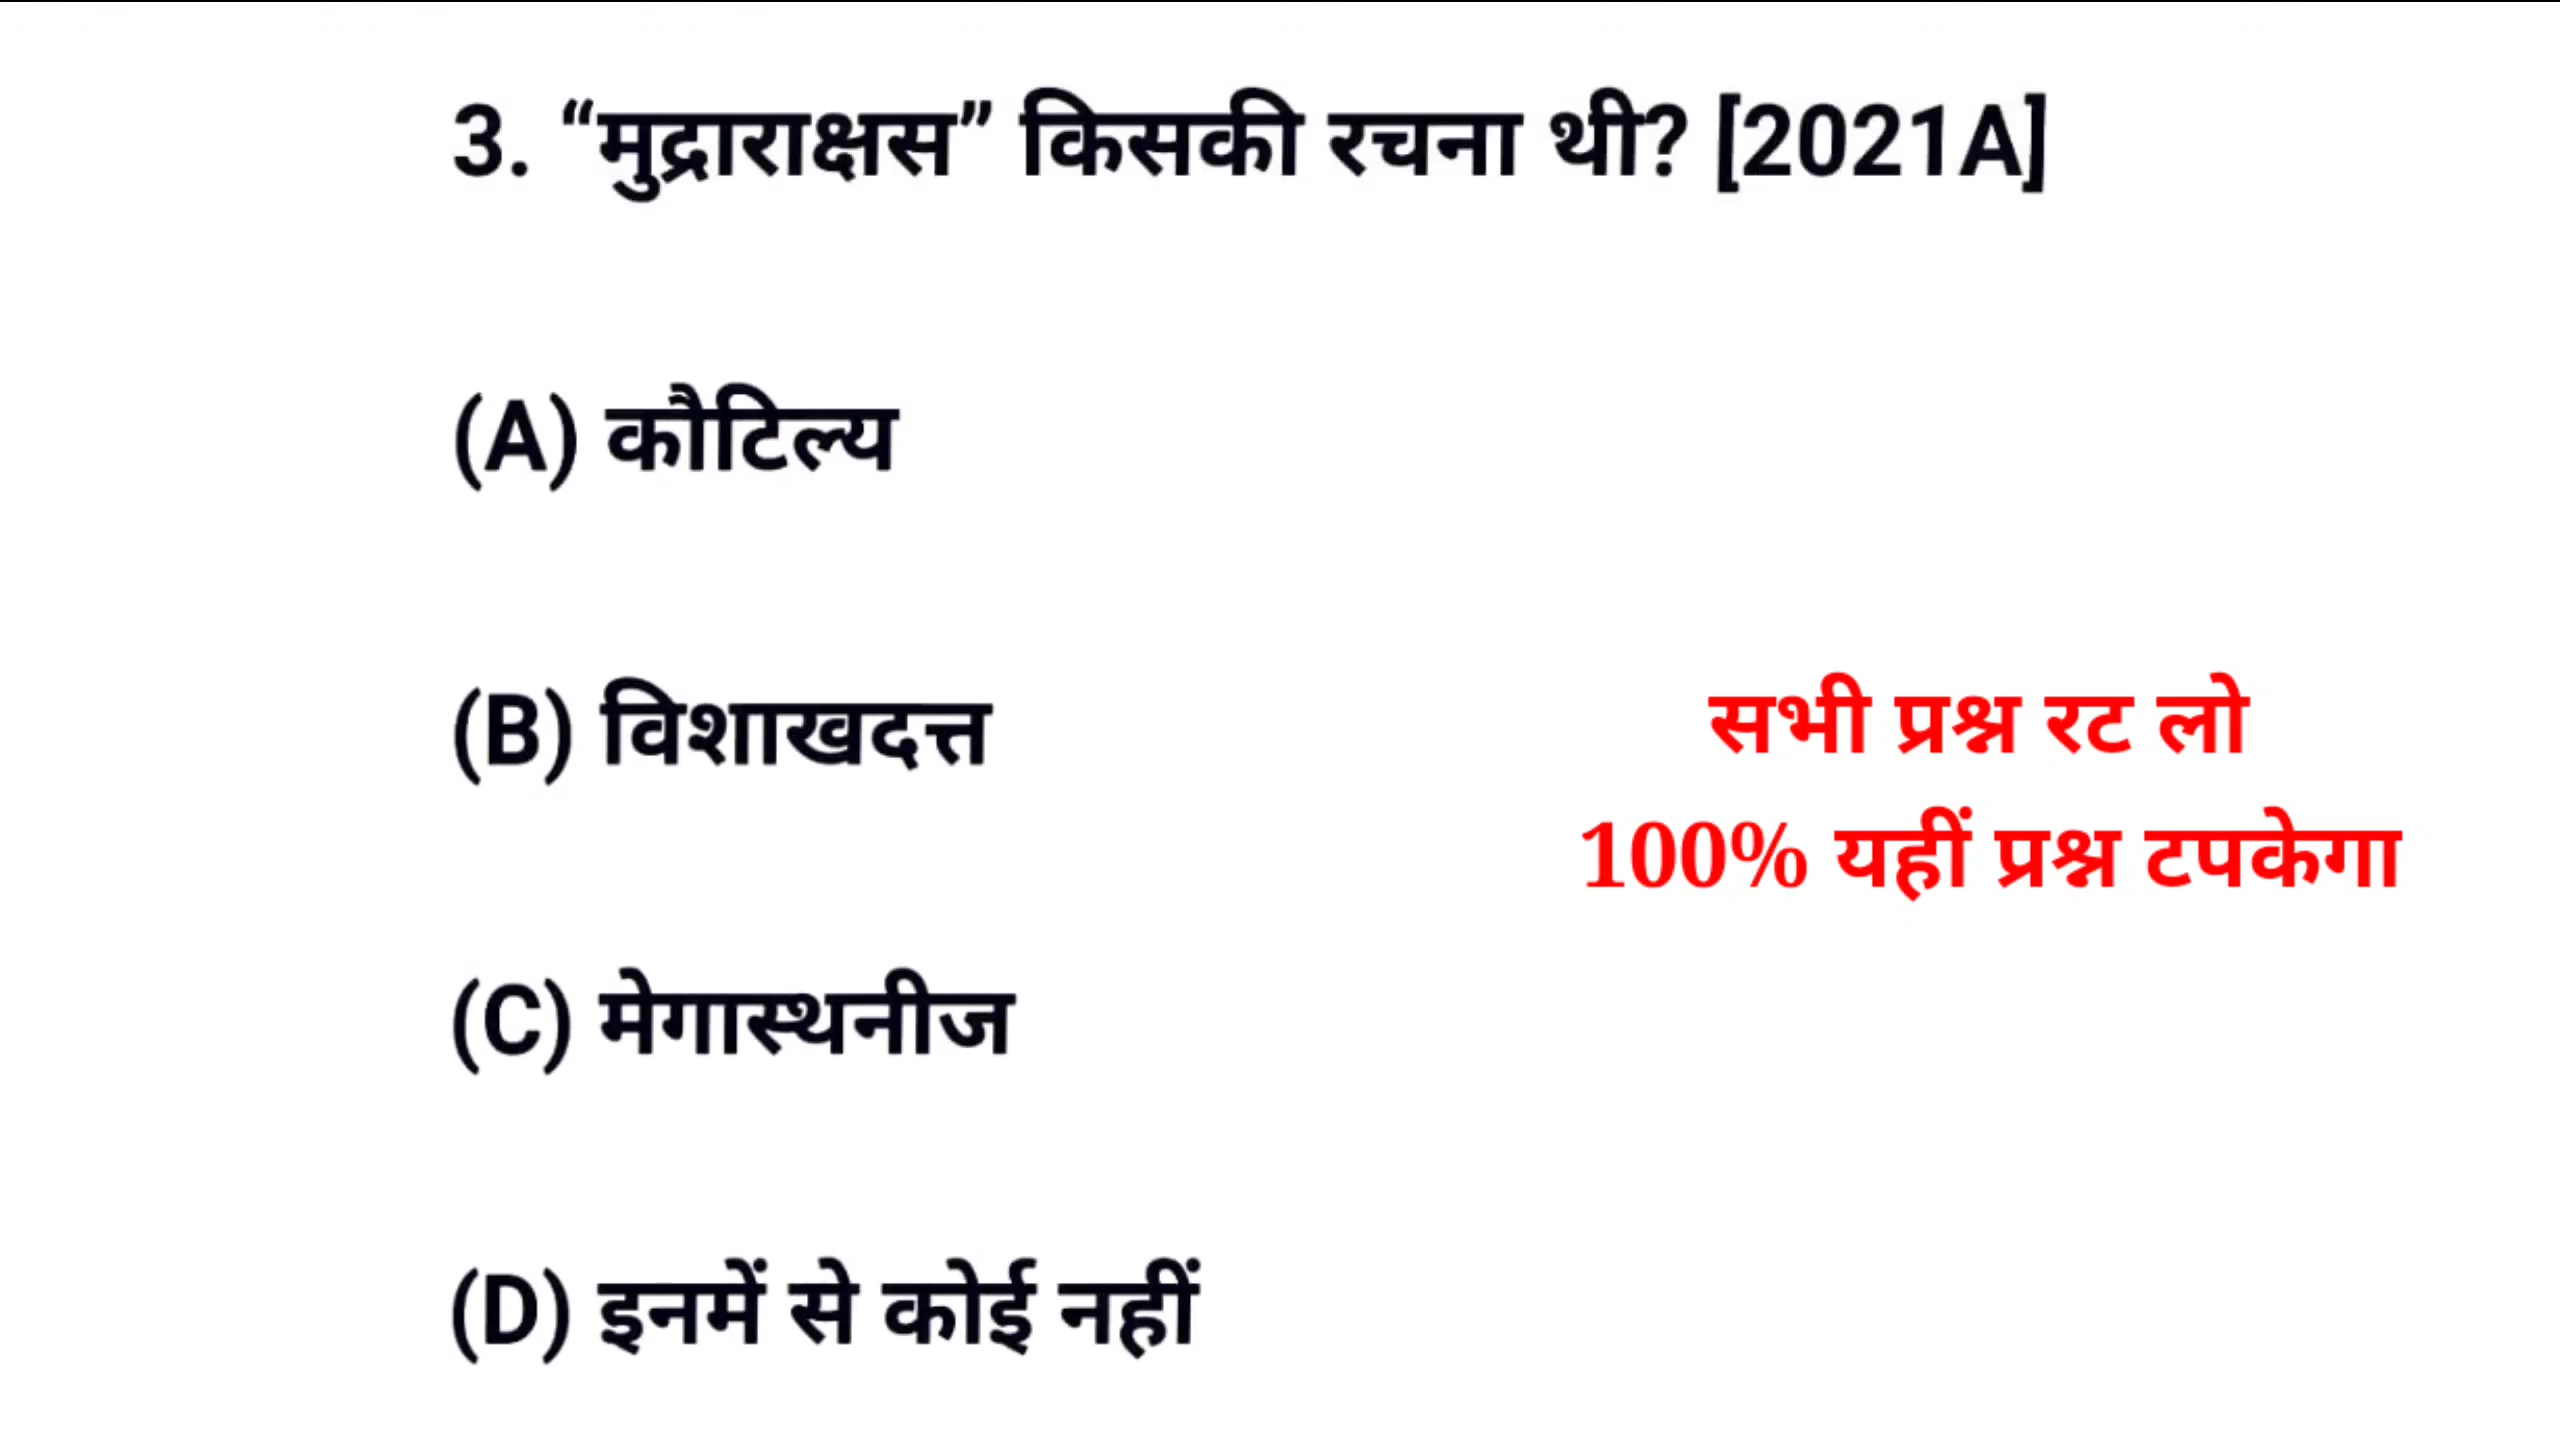 3. “मुद्राराक्षस” किसकी रचना थी? [2021A]
(A) कौटिल्य
(B) विशाखदत्त
सभी प्रश्न रट लो
100% यहीं प्रश्न टपकेगा
(C) मेगास्थनीज
(D) इनमें से कोई नहीं